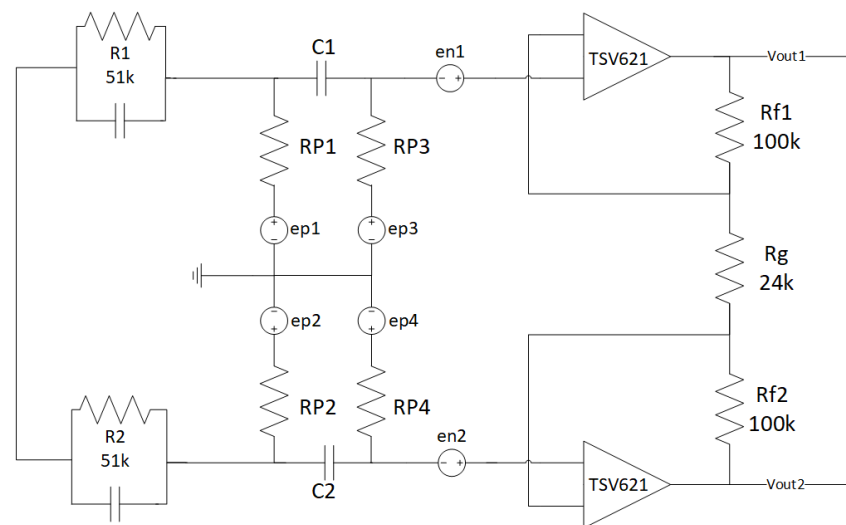 R1
51k
C1
en1
TSV621
Vout1
Rf1
100k
RP1
RP3
ep1
ep3
Rg
24k
ep2
ep4
RP2
RP4
Rf2
100k
R2
51k
C2
en2
TSV621
Vout2